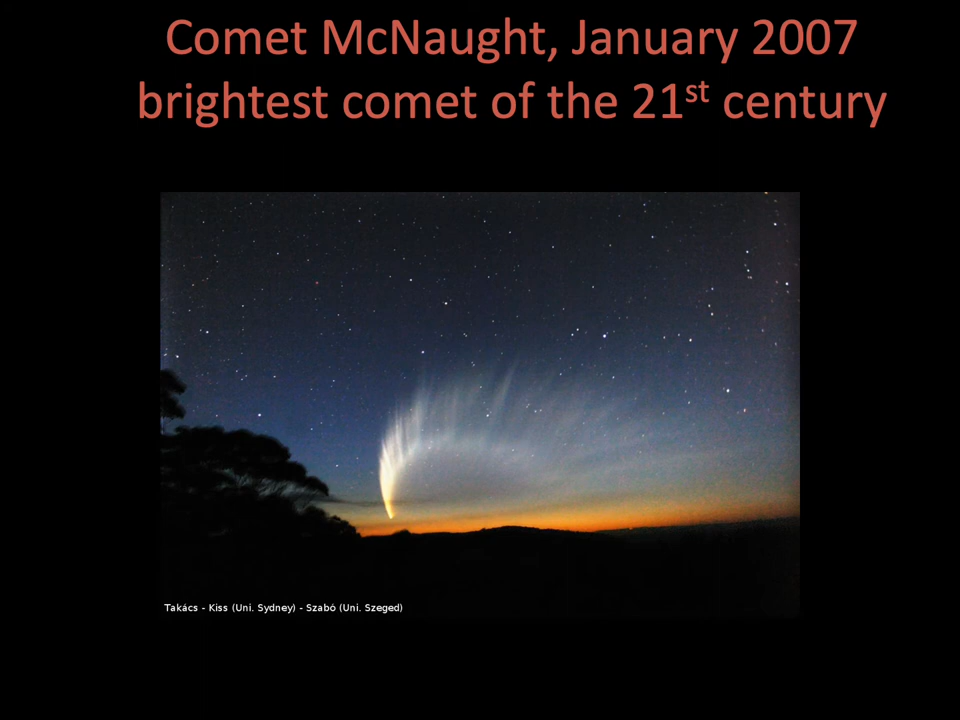 Comet McNaught, January 2007
brightest comet of the 21st century
Takács - Kiss (Uni. Sydney) - Szabó (Uni. Szeged)